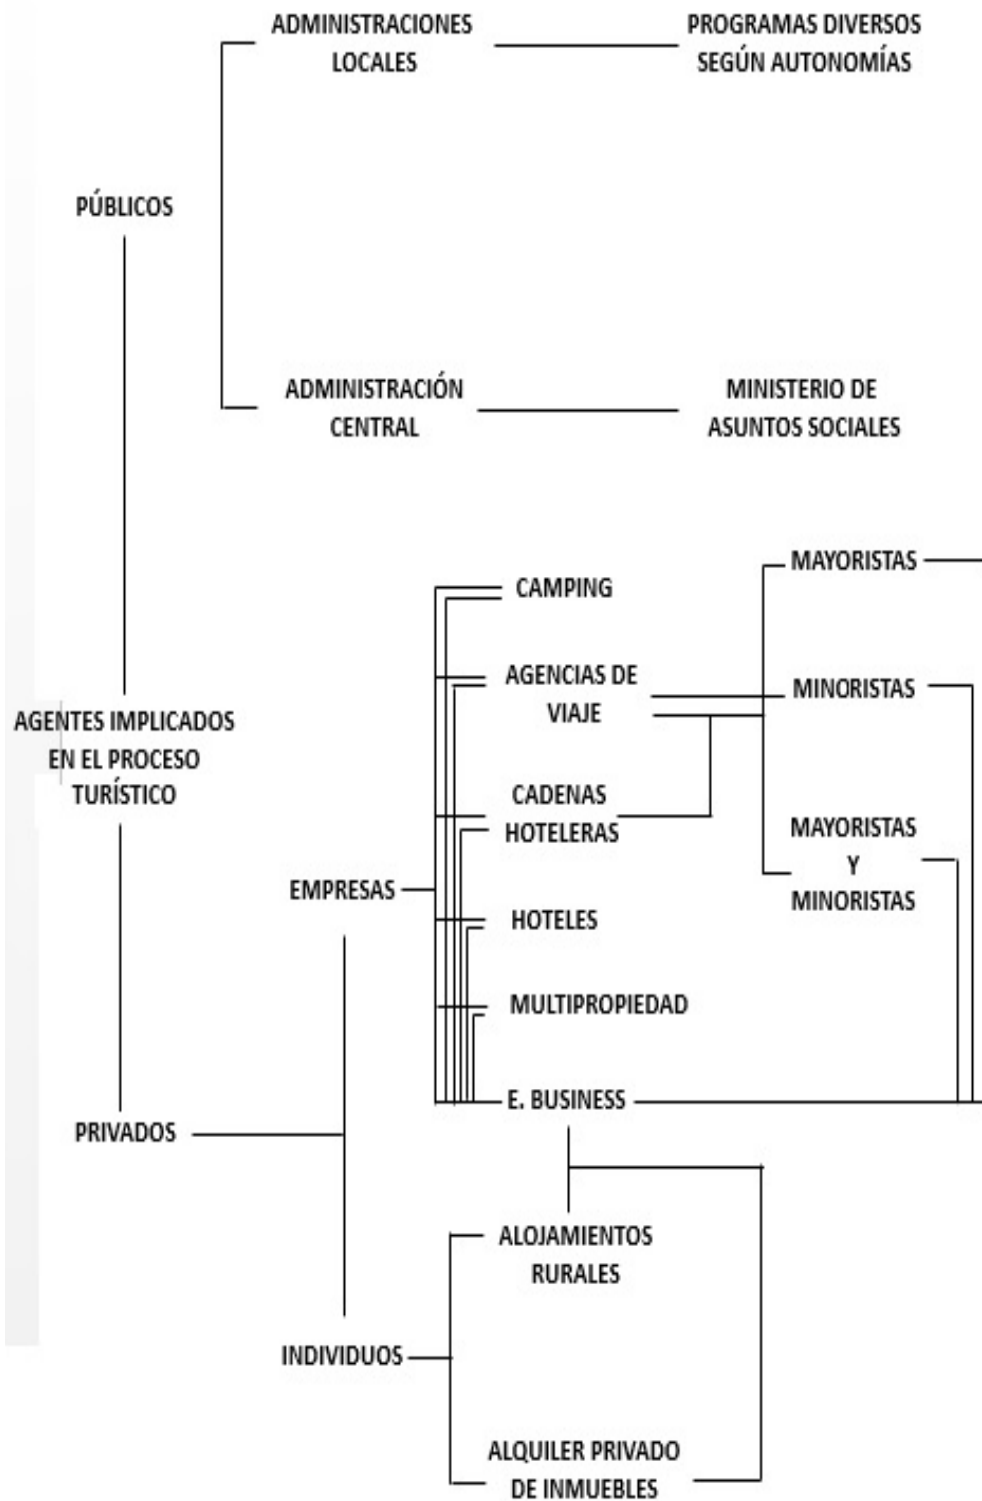 ADMINISTRACIONES
LOCALES
PROGRAMAS DIVERSOS
SEGÚN AUTONOMÍAS
PÚBLICOS
ADMINISTRACIÓN
CENTRAL
MINISTERIO DE
ASUNTOS SOCIALES
AGENTES IMPLICADOS
EN EL PROCESO
TURÍSTICO
EMPRESAS
CAMPING
AGENCIAS DE
VIAJE
CADENAS
HOTELERAS
HOTELES
MULTIPROPIEDAD
E. BUSINESS
MAYORISTAS
MINORISTAS
MAYORISTAS
Y
MINORISTAS
PRIVADOS
INDIVIDUOS
ALOJAMIENTOS
RURALES
ALQUILER PRIVADO
DE INMUEBLES